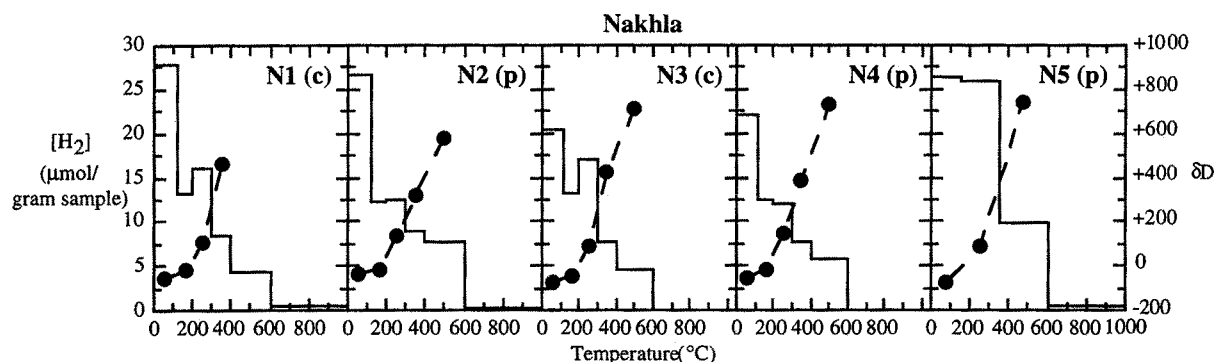 Nakhla
30 25 20 15 10 5 0
[H2]
(μmol/
gram sample)
N1 (c) N2 (p) N3 (c) N4 (p) N5 (p)
+1000
+800
+600
+400
+200
0
-200
δD
0 200 400 600 800 0 200 400 600 800 0 200 400 600 800 0 200 400 600 800 0 200 400 600 800 1000
Temperature(°C)